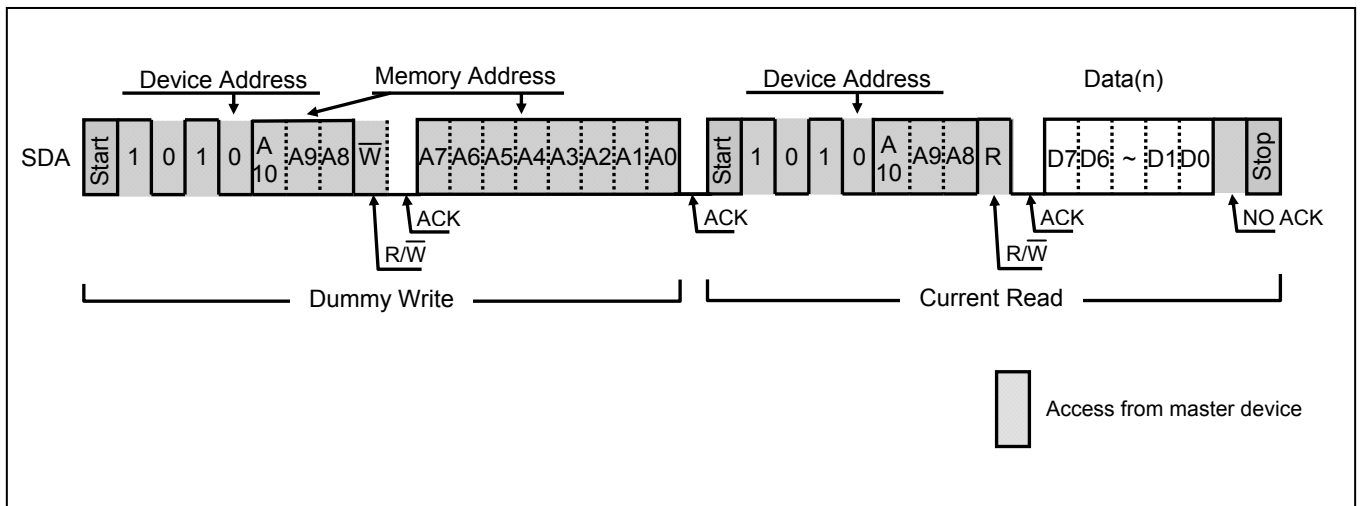 Device Address Memory Address Device Address Data(n)
SDA Start 1 0 1 0 A10 A9 A8 W̅ A7 A6 A5 A4 A3 A2 A1 A0 Start 1 0 1 0 A10 A9 A8 R D7 D6 ~ D1 D0 Stop
ACK ACK ACK NO ACK
R/W̅ R/W̅
Dummy Write Current Read
Access from master device